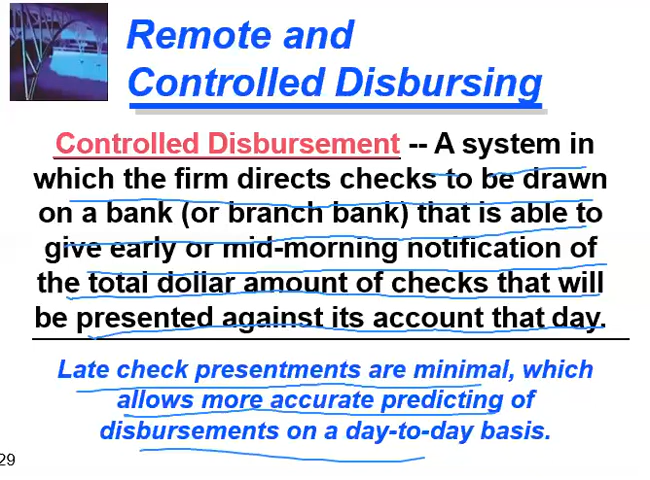 Remote and
Controlled Disbursing
Controlled Disbursement -- A system in
which the firm directs checks to be drawn
on a bank (or branch bank) that is able to
give early or mid-morning notification of
the total dollar amount of checks that will
be presented against its account that day.
Late check presentments are minimal, which
allows more accurate predicting of
disbursements on a day-to-day basis.
29